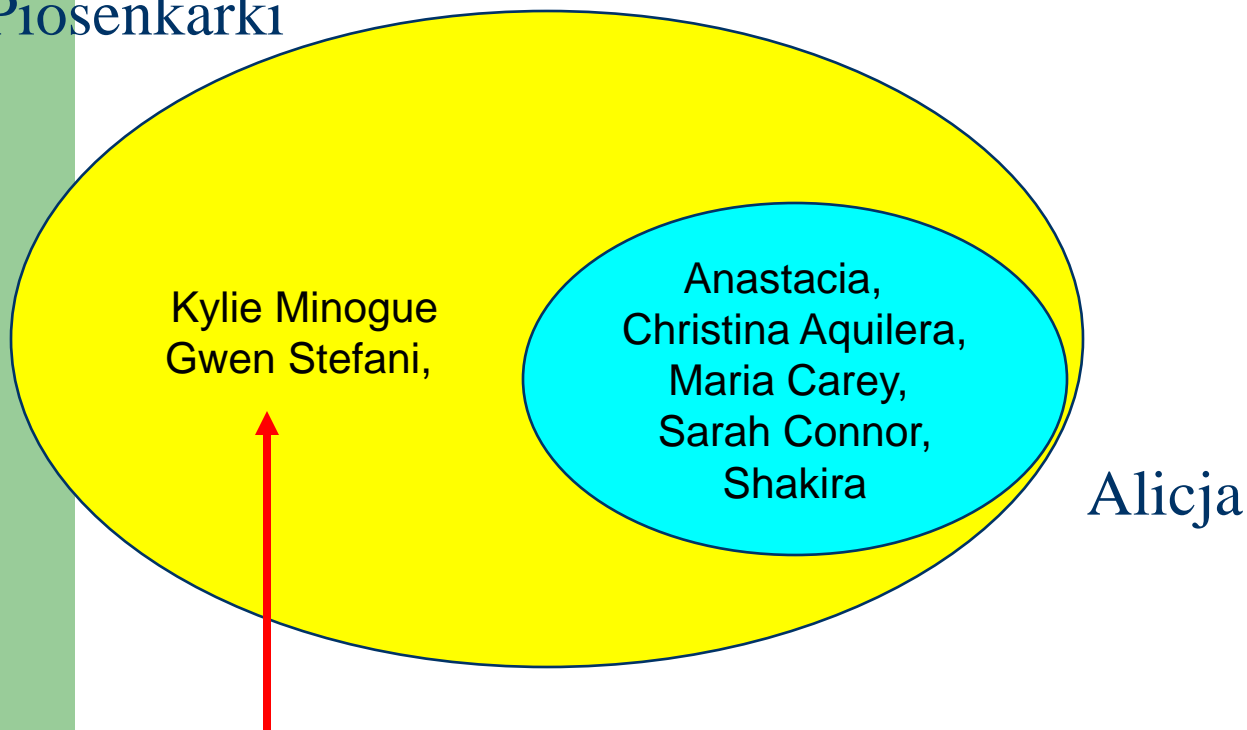 Piosenkarki
Kylie Minogue
Gwen Stefani,
Anastacia,
Christina Aquilera,
Maria Carey,
Sarah Connor,
Shakira
Alicja